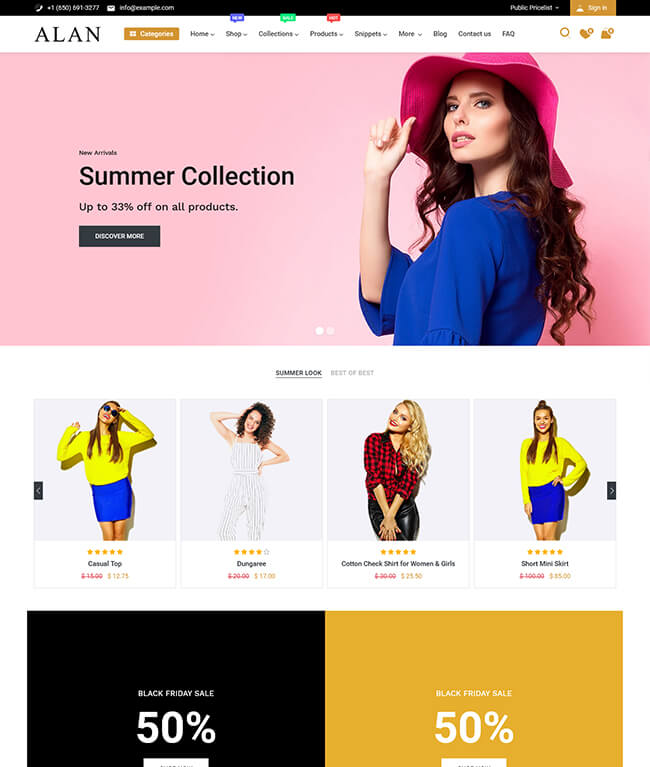 +1 (650) 691-3277 info@example.com Public Pricelist Sign in
NEW SALE HOT
ALAN Categories Home Shop Collections Products Snippets More Blog Contact us FAQ 0 0
New Arrivals
Summer Collection
Up to 33% off on all products.
DISCOVER MORE
SUMMER LOOK BEST OF BEST
Casual Top Dungaree Cotton Check Shirt for Women & Girls Short Mini Skirt
$ 15.00 $ 12.75 $ 20.00 $ 17.00 $ 30.00 $ 25.50 $ 100.00 $ 85.00
BLACK FRIDAY SALE BLACK FRIDAY SALE
50% 50%